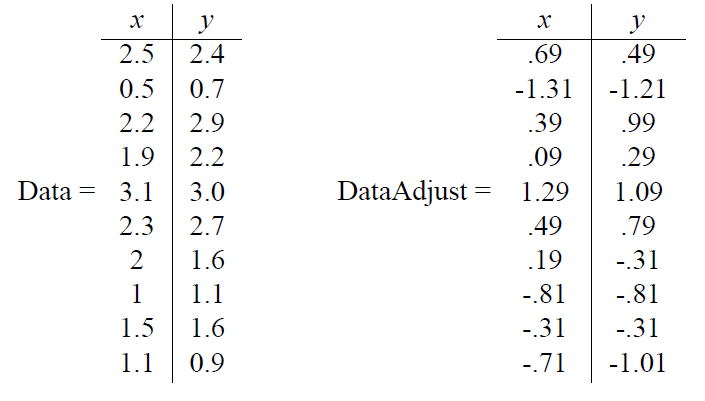 x y x y
2.5 2.4 .69 .49
0.5 0.7 -1.31 -1.21
2.2 2.9 .39 .99
1.9 2.2 .09 .29
Data = 3.1 3.0 DataAdjust = 1.29 1.09
2.3 2.7 .49 .79
2 1.6 .19 -.31
1 1.1 -.81 -.81
1.5 1.6 -.31 -.31
1.1 0.9 -.71 -1.01